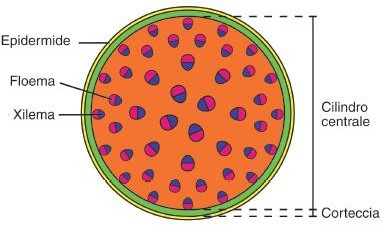 Epidermide
Floema
Xilema
Cilindro
centrale
Corteccia